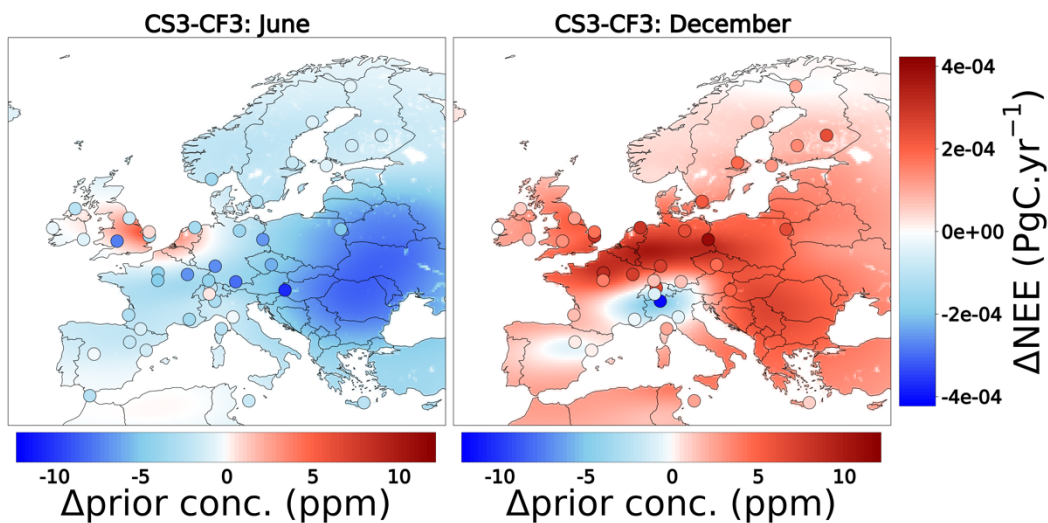 CS3-CF3: June
CS3-CF3: December
4e-04
2e-04
0e+00
-2e-04
-4e-04
ΔNEE (PgC.yr⁻¹)
-10 -5 0 5 10
-10 -5 0 5 10
Δprior conc. (ppm)
Δprior conc. (ppm)